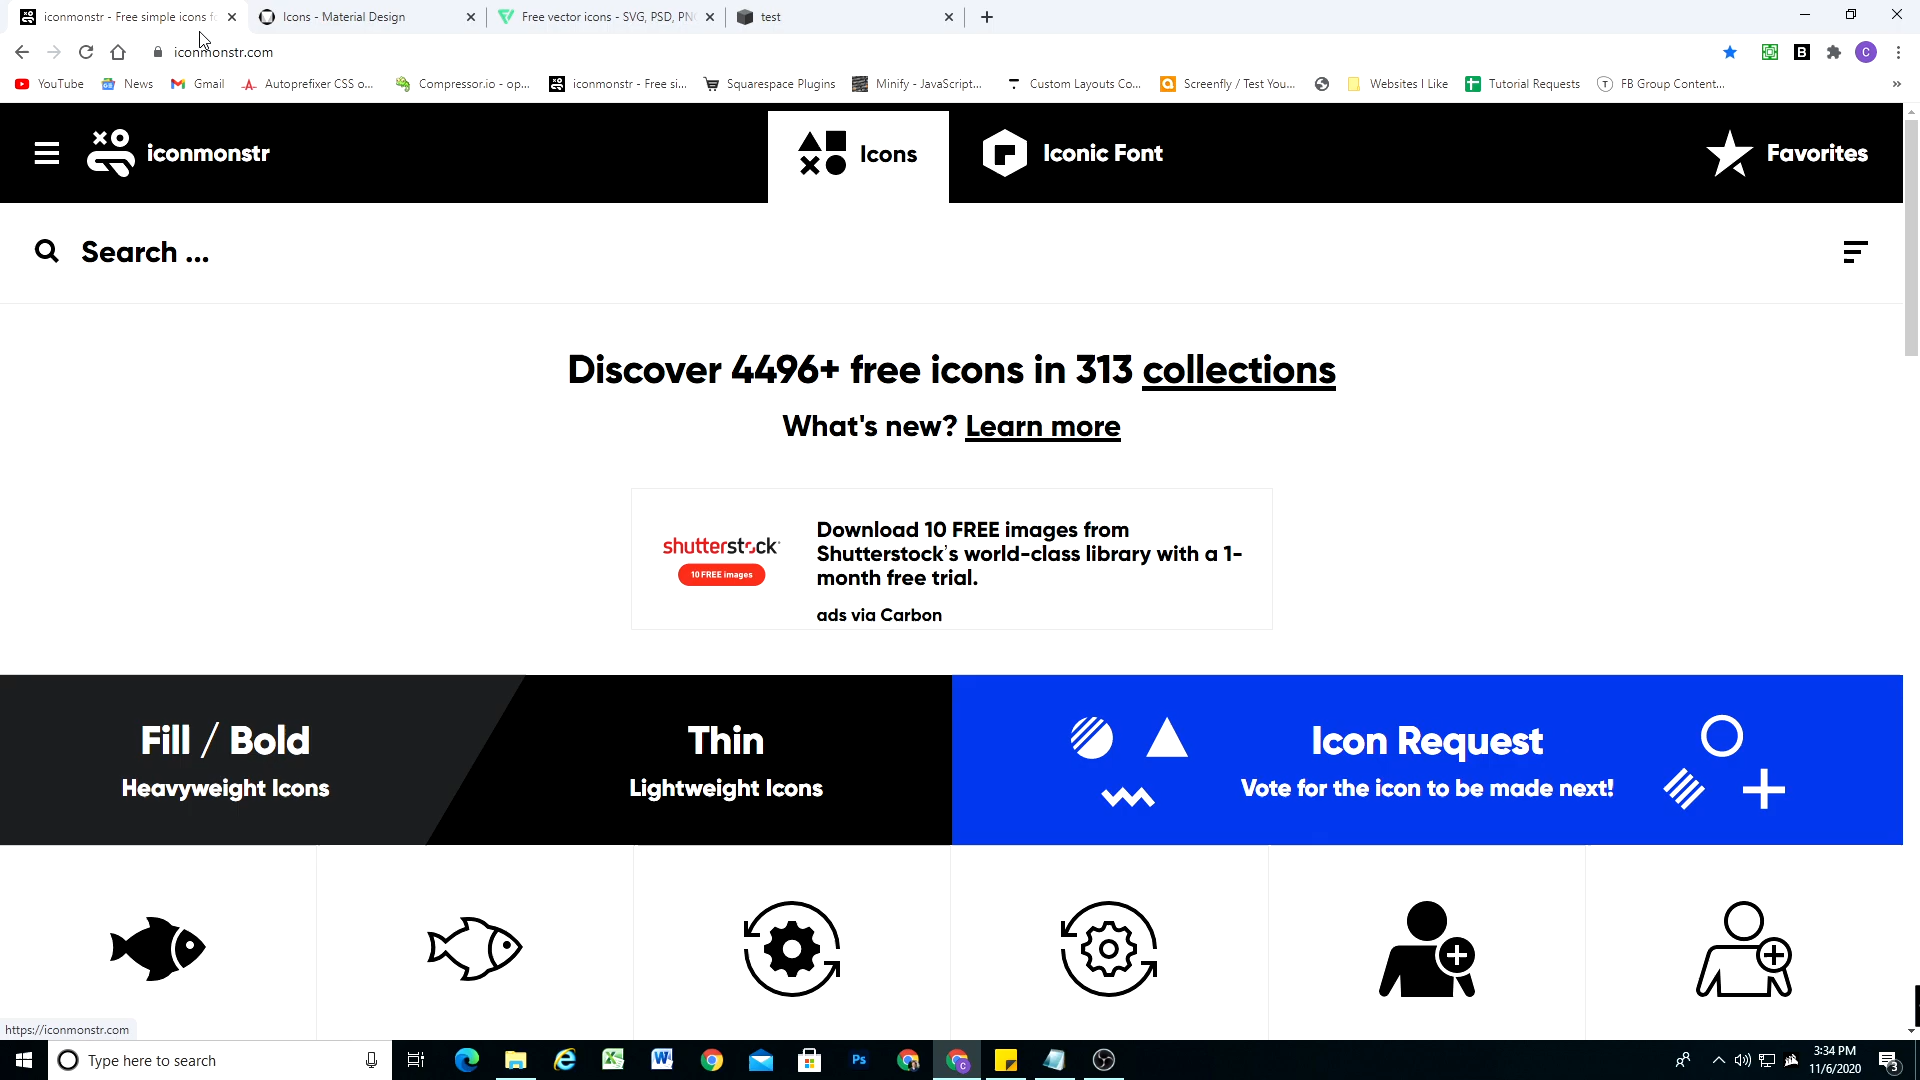 iconmonstr - Free simple icons fo
Icons - Material Design
Free vector icons - SVG, PSD, PN
test
iconmonstr.com
C
YouTube
News
Gmail
Autoprefixer CSS o...
Compressor.io - op...
iconmonstr - Free si...
Squarespace Plugins
Minify - JavaScript...
Custom Layouts Co...
Screenfly / Test You...
Websites I Like
Tutorial Requests
FB Group Content...
iconmonstr
Icons
Iconic Font
Favorites
Search ...
Discover 4496+ free icons in 313 collections
What's new? Learn more
shutterstock
10 FREE images
Download 10 FREE images from
Shutterstock's world-class library with a 1-
month free trial.
ads via Carbon
Fill / Bold
Heavyweight Icons
Thin
Lightweight Icons
Icon Request
Vote for the icon to be made next!
https://iconmonstr.com
Type here to search
Ps
3:34 PM
11/6/2020
3